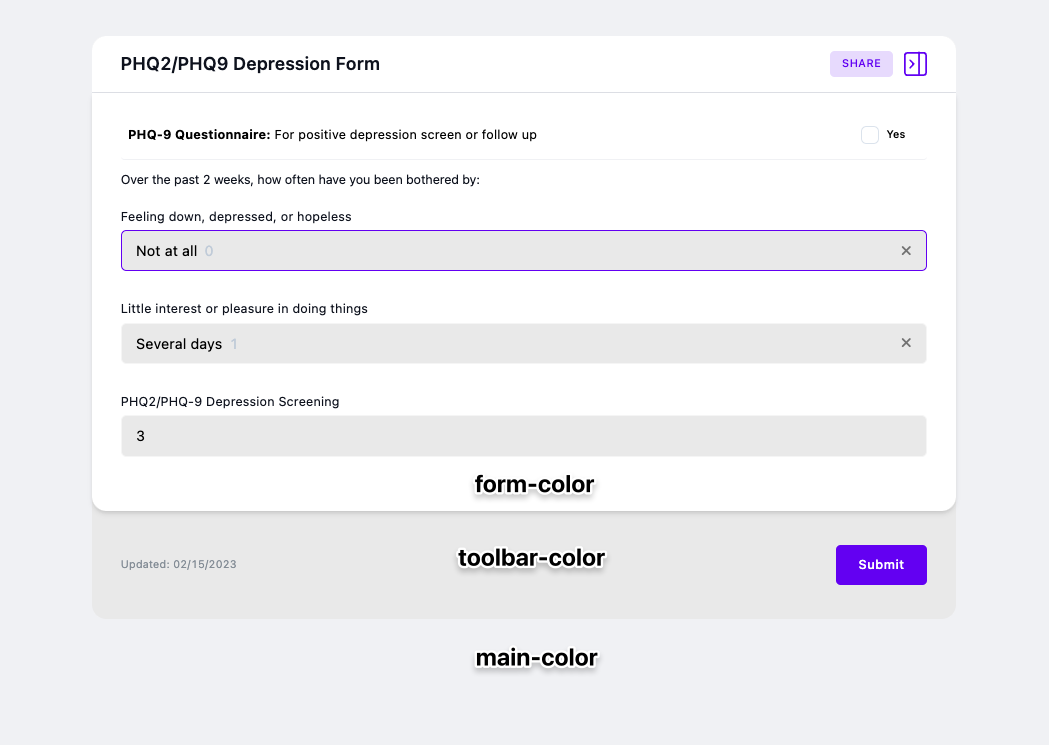 PHQ2/PHQ9 Depression Form
SHARE
PHQ-9 Questionnaire: For positive depression screen or follow up
Yes
Over the past 2 weeks, how often have you been bothered by:
Feeling down, depressed, or hopeless
Not at all 0
Little interest or pleasure in doing things
Several days 1
PHQ2/PHQ-9 Depression Screening
3
form-color
toolbar-color
Updated: 02/15/2023
Submit
main-color